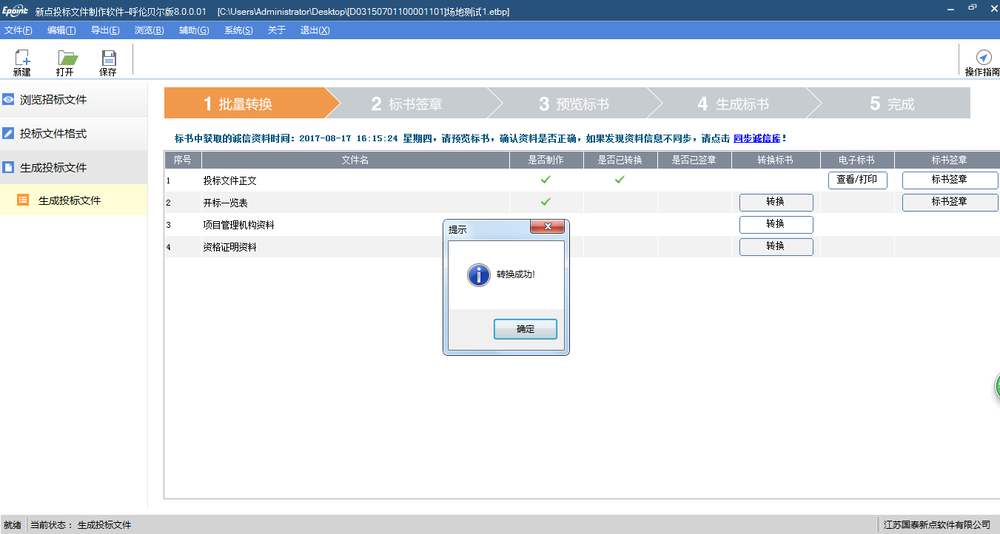 Epoint 新点投标文件制作软件-呼伦贝尔版8.0.0.01 [C:\Users\Administrator\Desktop\[D03150701100001101]场地测试1.etbp]
文件(F) 编辑(T) 导出(E) 浏览(B) 辅助(G) 系统(S) 关于 退出(X)
新建 打开 保存 操作指南
浏览招标文件
投标文件格式
生成投标文件
生成投标文件
1 批量转换 2 标书签章 3 预览标书 4 生成标书 5 完成
标书中获取的诚信资料时间：2017-08-17 16:15:24 星期四，请预览标书，确认资料是否正确，如果发现资料信息不同步，请点击 同步诚信库！
序号 文件名 是否制作 是否已转换 是否已签章 转换标书 电子标书 标书签章
1 投标文件正文 查看/打印 标书签章
2 开标一览表 转换 标书签章
3 项目管理机构资料 转换
4 资格证明资料 转换
提示
转换成功!
确定
就绪 当前状态： 生成投标文件 江苏国泰新点软件有限公司